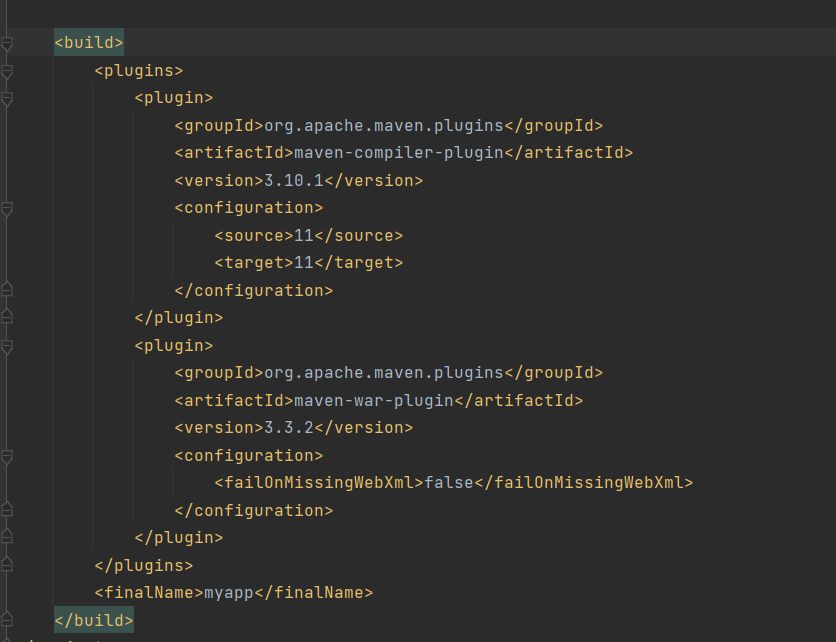 <build>
<plugins>
<plugin>
<groupId>org.apache.maven.plugins</groupId>
<artifactId>maven-compiler-plugin</artifactId>
<version>3.10.1</version>
<configuration>
<source>11</source>
<target>11</target>
</configuration>
</plugin>
<plugin>
<groupId>org.apache.maven.plugins</groupId>
<artifactId>maven-war-plugin</artifactId>
<version>3.3.2</version>
<configuration>
<failOnMissingWebXml>false</failOnMissingWebXml>
</configuration>
</plugin>
</plugins>
<finalName>myapp</finalName>
</build>